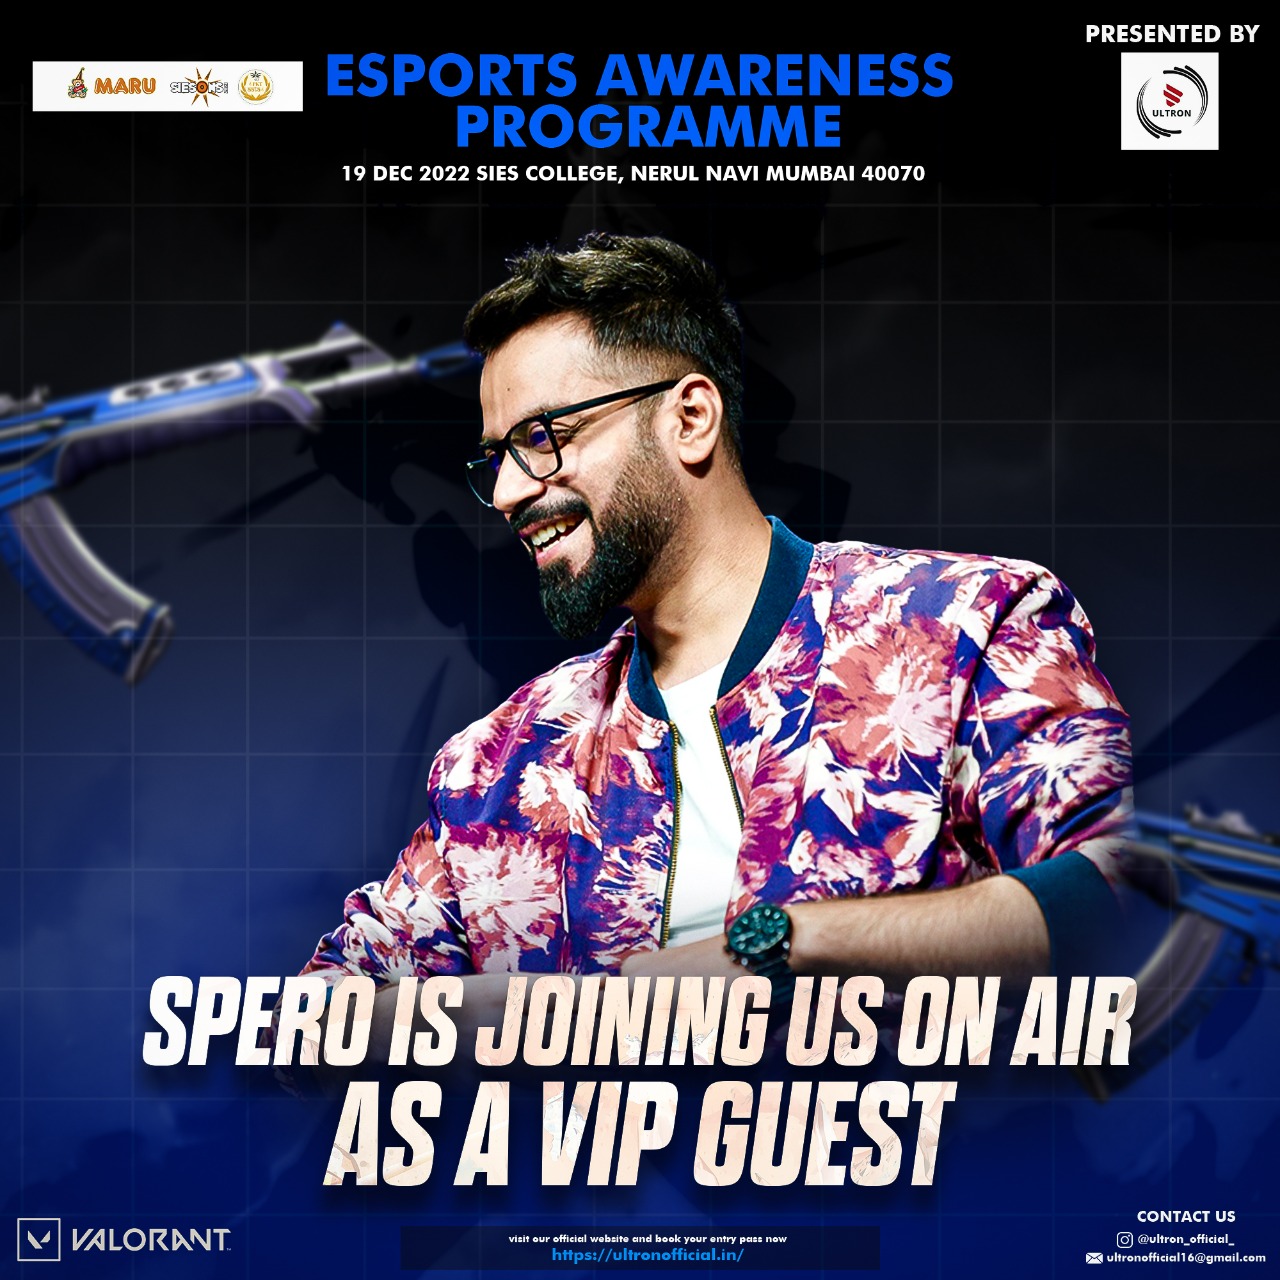 PRESENTED BY
MARU
SIESONS
ESPORTS AWARENESS
PROGRAMME
ULTRON
19 DEC 2022 SIES COLLEGE, NERUL NAVI MUMBAI 40070
SPERO IS JOINING US ON AIR
AS A VIP GUEST
VALORANT
visit our official website and book your entry pass now
https://ultronofficial.in/
CONTACT US
@ultron_official_
ultronofficial16@gmail.com